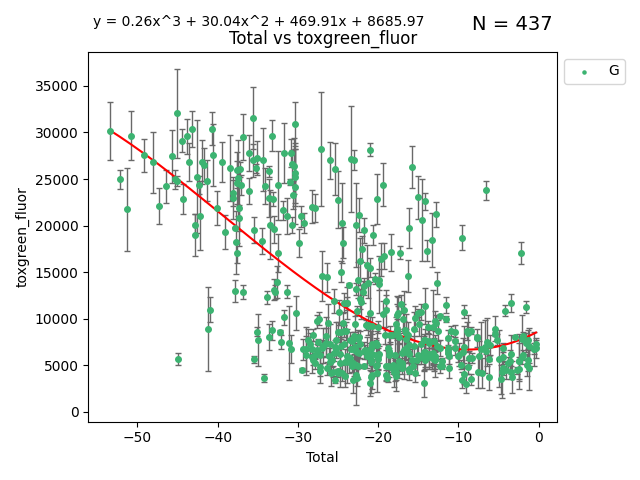 y = 0.26x^3 + 30.04x^2 + 469.91x + 8685.97
N = 437
Total vs toxgreen_fluor
G
35000
30000
25000
20000
15000
10000
5000
0
toxgreen_fluor
−50 −40 −30 −20 −10 0
Total